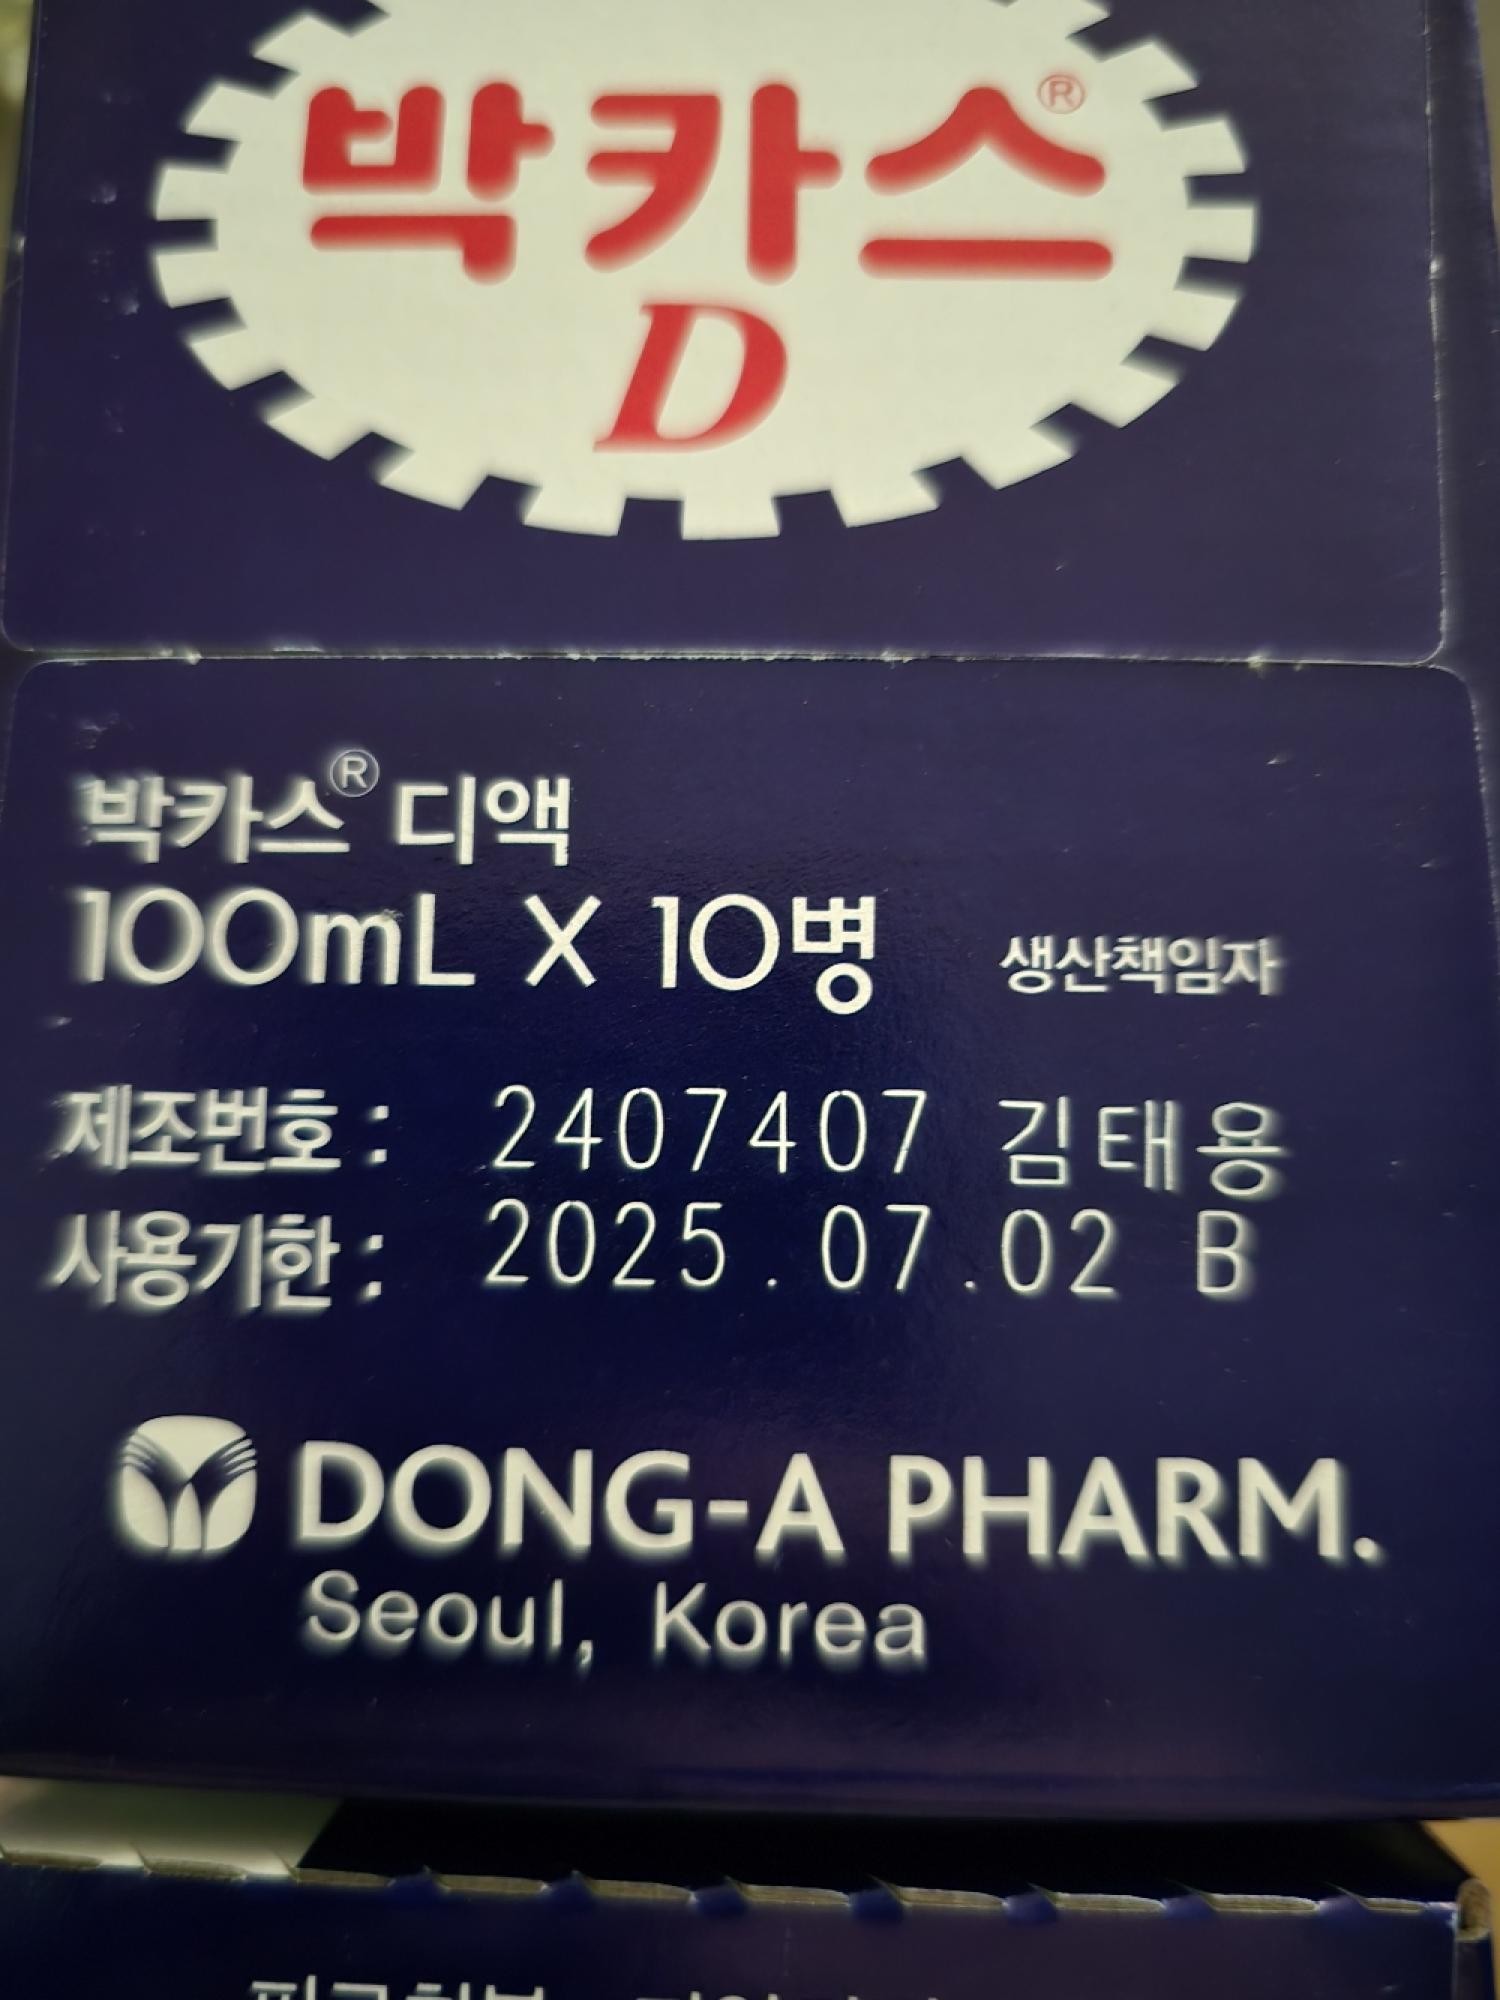 박카스®
D
박카스® 디액
100mL X 10병 생산책임자
제조번호 : 2407407 김태용
사용기한 : 2025.07.02 B
DONG-A PHARM.
Seoul, Korea